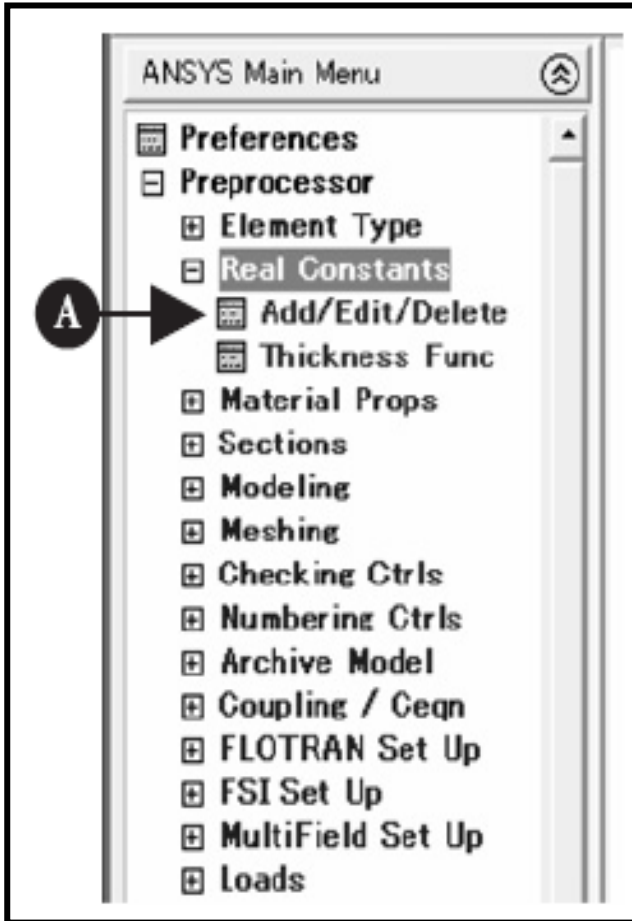 ANSYS Main Menu
Preferences
Preprocessor
Element Type
Real Constants
A
Add/Edit/Delete
Thickness Func
Material Props
Sections
Modeling
Meshing
Checking Ctrls
Numbering Ctrls
Archive Model
Coupling / Ceqn
FLOTRAN Set Up
FSI Set Up
MultiField Set Up
Loads